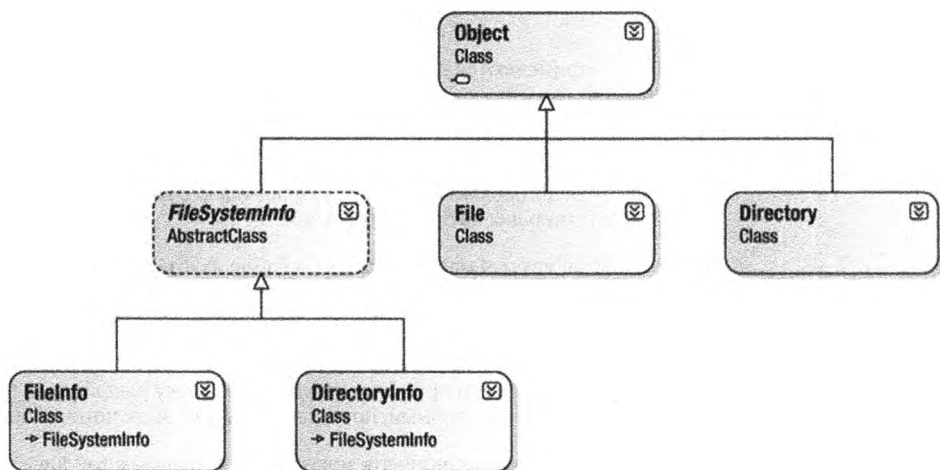 Object
Class
FileSystemInfo
AbstractClass
File
Class
Directory
Class
FileInfo
Class
FileSystemInfo
DirectoryInfo
Class
FileSystemInfo